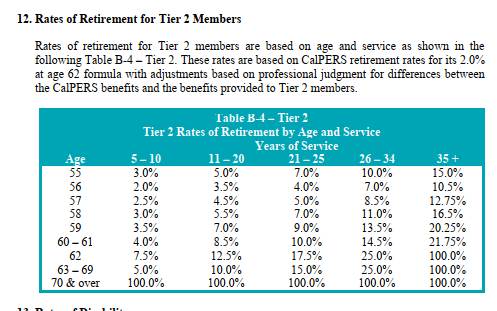 12. Rates of Retirement for Tier 2 Members
Rates of retirement for Tier 2 members are based on age and service as shown in the
following Table B-4 – Tier 2. These rates are based on CalPERS retirement rates for its 2.0%
at age 62 formula with adjustments based on professional judgment for differences between
the CalPERS benefits and the benefits provided to Tier 2 members.
Table B-4 – Tier 2
Tier 2 Rates of Retirement by Age and Service
Years of Service
Age 5 – 10 11 – 20 21 – 25 26 – 34 35 +
55 3.0% 5.0% 7.0% 10.0% 15.0%
56 2.0% 3.5% 4.0% 7.0% 10.5%
57 2.5% 4.5% 5.0% 8.5% 12.75%
58 3.0% 5.5% 7.0% 11.0% 16.5%
59 3.5% 7.0% 9.0% 13.5% 20.25%
60 – 61 4.0% 8.5% 10.0% 14.5% 21.75%
62 7.5% 12.5% 17.5% 25.0% 100.0%
63 – 69 5.0% 10.0% 15.0% 25.0% 100.0%
70 & over 100.0% 100.0% 100.0% 100.0% 100.0%